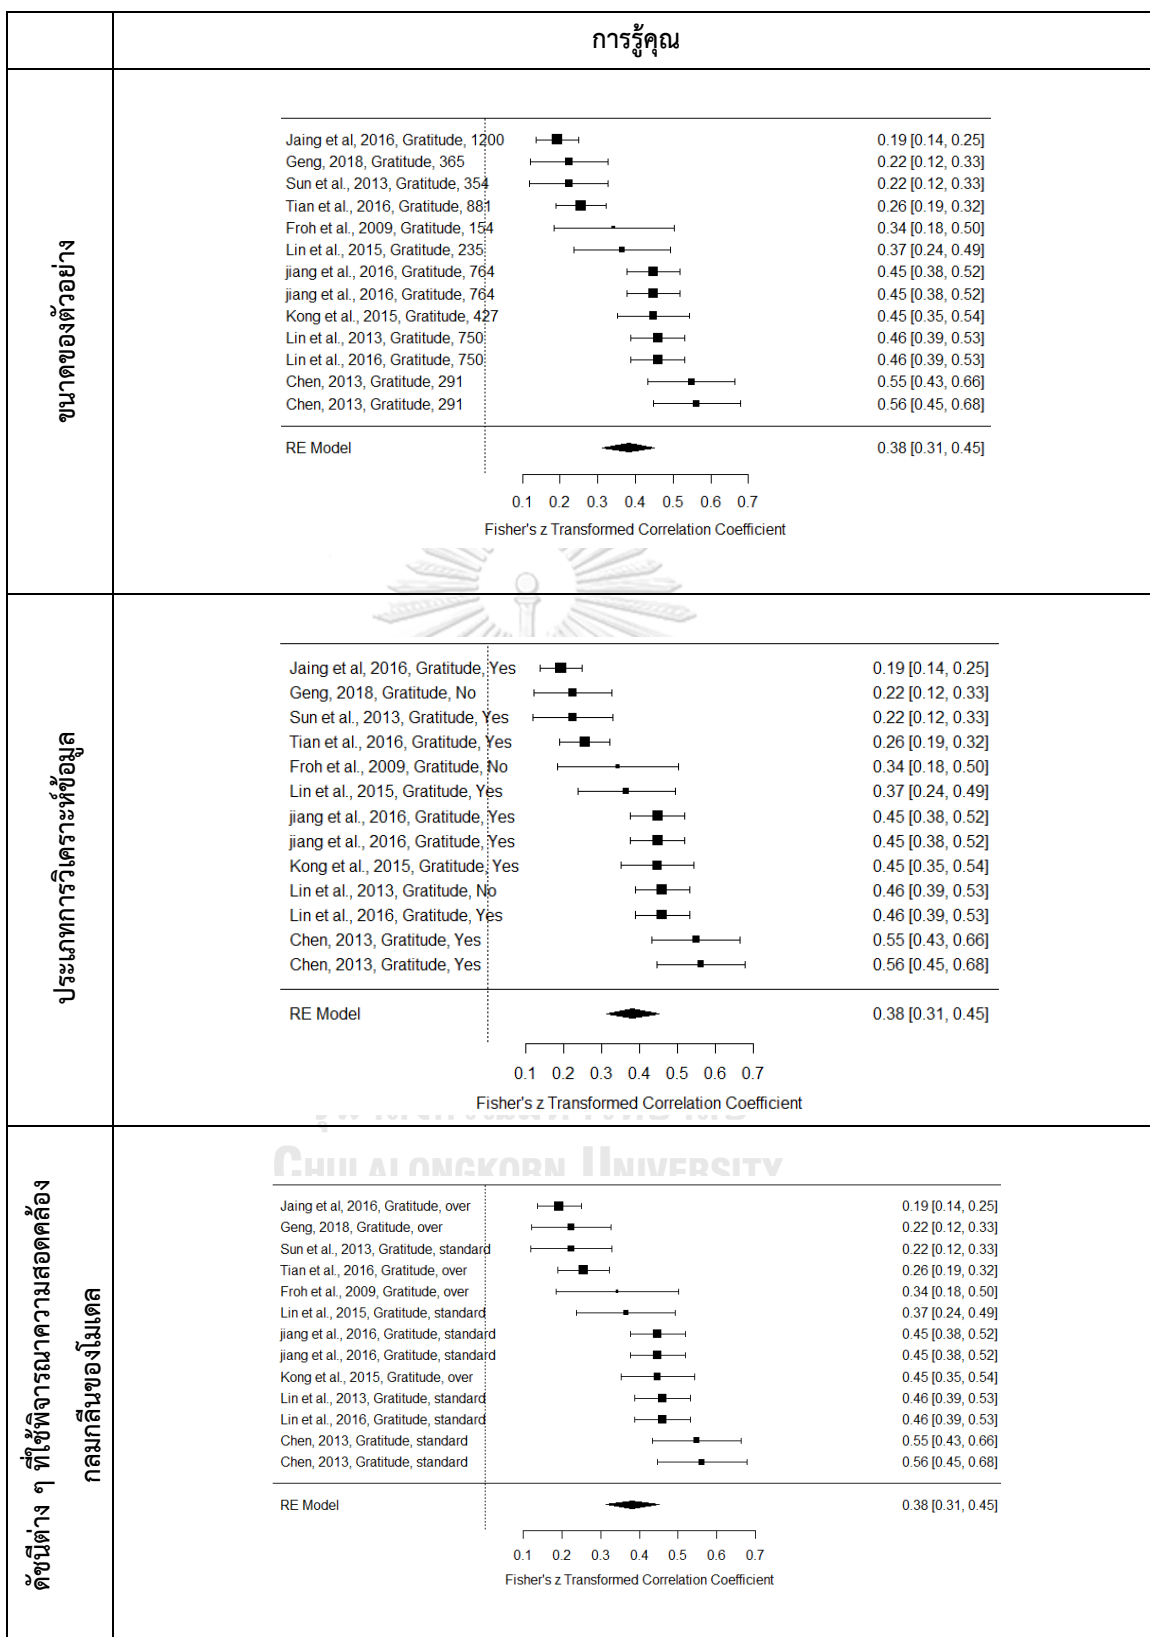 การรู้คุณ
ขนาดของตัวอย่าง
Jaing et al, 2016, Gratitude, 1200 0.19 [0.14, 0.25]
Geng, 2018, Gratitude, 365 0.22 [0.12, 0.33]
Sun et al., 2013, Gratitude, 354 0.22 [0.12, 0.33]
Tian et al., 2016, Gratitude, 881 0.26 [0.19, 0.32]
Froh et al., 2009, Gratitude, 154 0.34 [0.18, 0.50]
Lin et al., 2015, Gratitude, 235 0.37 [0.24, 0.49]
jiang et al., 2016, Gratitude, 764 0.45 [0.38, 0.52]
jiang et al., 2016, Gratitude, 764 0.45 [0.38, 0.52]
Kong et al., 2015, Gratitude, 427 0.45 [0.35, 0.54]
Lin et al., 2013, Gratitude, 750 0.46 [0.39, 0.53]
Lin et al., 2016, Gratitude, 750 0.46 [0.39, 0.53]
Chen, 2013, Gratitude, 291 0.55 [0.43, 0.66]
Chen, 2013, Gratitude, 291 0.56 [0.45, 0.68]
RE Model 0.38 [0.31, 0.45]
0.1 0.2 0.3 0.4 0.5 0.6 0.7
Fisher's z Transformed Correlation Coefficient
ประเภทการวิเคราะห์ข้อมูล
Jaing et al, 2016, Gratitude, Yes 0.19 [0.14, 0.25]
Geng, 2018, Gratitude, No 0.22 [0.12, 0.33]
Sun et al., 2013, Gratitude, Yes 0.22 [0.12, 0.33]
Tian et al., 2016, Gratitude, Yes 0.26 [0.19, 0.32]
Froh et al., 2009, Gratitude, No 0.34 [0.18, 0.50]
Lin et al., 2015, Gratitude, Yes 0.37 [0.24, 0.49]
jiang et al., 2016, Gratitude, Yes 0.45 [0.38, 0.52]
jiang et al., 2016, Gratitude, Yes 0.45 [0.38, 0.52]
Kong et al., 2015, Gratitude, Yes 0.45 [0.35, 0.54]
Lin et al., 2013, Gratitude, No 0.46 [0.39, 0.53]
Lin et al., 2016, Gratitude, Yes 0.46 [0.39, 0.53]
Chen, 2013, Gratitude, Yes 0.55 [0.43, 0.66]
Chen, 2013, Gratitude, Yes 0.56 [0.45, 0.68]
RE Model 0.38 [0.31, 0.45]
0.1 0.2 0.3 0.4 0.5 0.6 0.7
Fisher's z Transformed Correlation Coefficient
CHULALONGKORN UNIVERSITY
ดัชนีต่าง ๆ ที่ใช้พิจารณาความสอดคล้อง
กลมกลืนของโมเดล
Jaing et al, 2016, Gratitude, over 0.19 [0.14, 0.25]
Geng, 2018, Gratitude, over 0.22 [0.12, 0.33]
Sun et al., 2013, Gratitude, standard 0.22 [0.12, 0.33]
Tian et al., 2016, Gratitude, over 0.26 [0.19, 0.32]
Froh et al., 2009, Gratitude, over 0.34 [0.18, 0.50]
Lin et al., 2015, Gratitude, standard 0.37 [0.24, 0.49]
jiang et al., 2016, Gratitude, standard 0.45 [0.38, 0.52]
jiang et al., 2016, Gratitude, standard 0.45 [0.38, 0.52]
Kong et al., 2015, Gratitude, over 0.45 [0.35, 0.54]
Lin et al., 2013, Gratitude, standard 0.46 [0.39, 0.53]
Lin et al., 2016, Gratitude, standard 0.46 [0.39, 0.53]
Chen, 2013, Gratitude, standard 0.55 [0.43, 0.66]
Chen, 2013, Gratitude, standard 0.56 [0.45, 0.68]
RE Model 0.38 [0.31, 0.45]
0.1 0.2 0.3 0.4 0.5 0.6 0.7
Fisher's z Transformed Correlation Coefficient